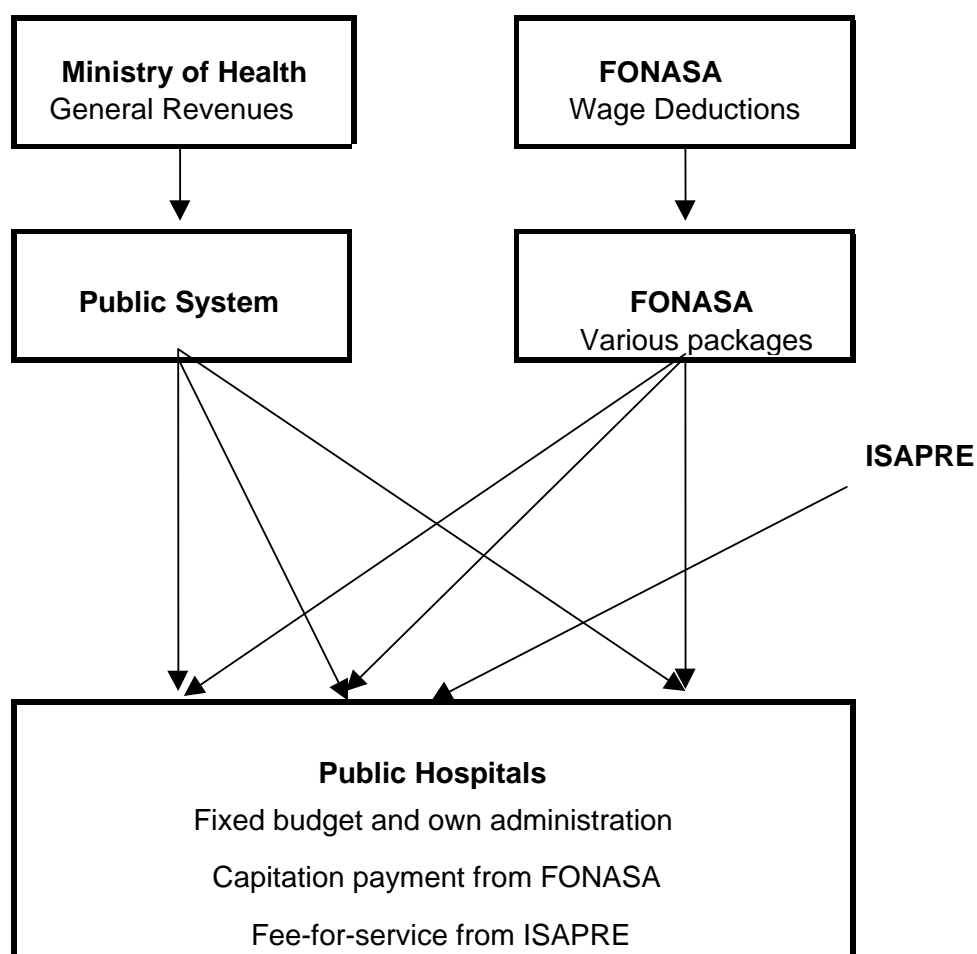 Ministry of Health
General Revenues
FONASA
Wage Deductions
Public System
FONASA
Various packages
ISAPRE
Public Hospitals
Fixed budget and own administration
Capitation payment from FONASA
Fee-for-service from ISAPRE